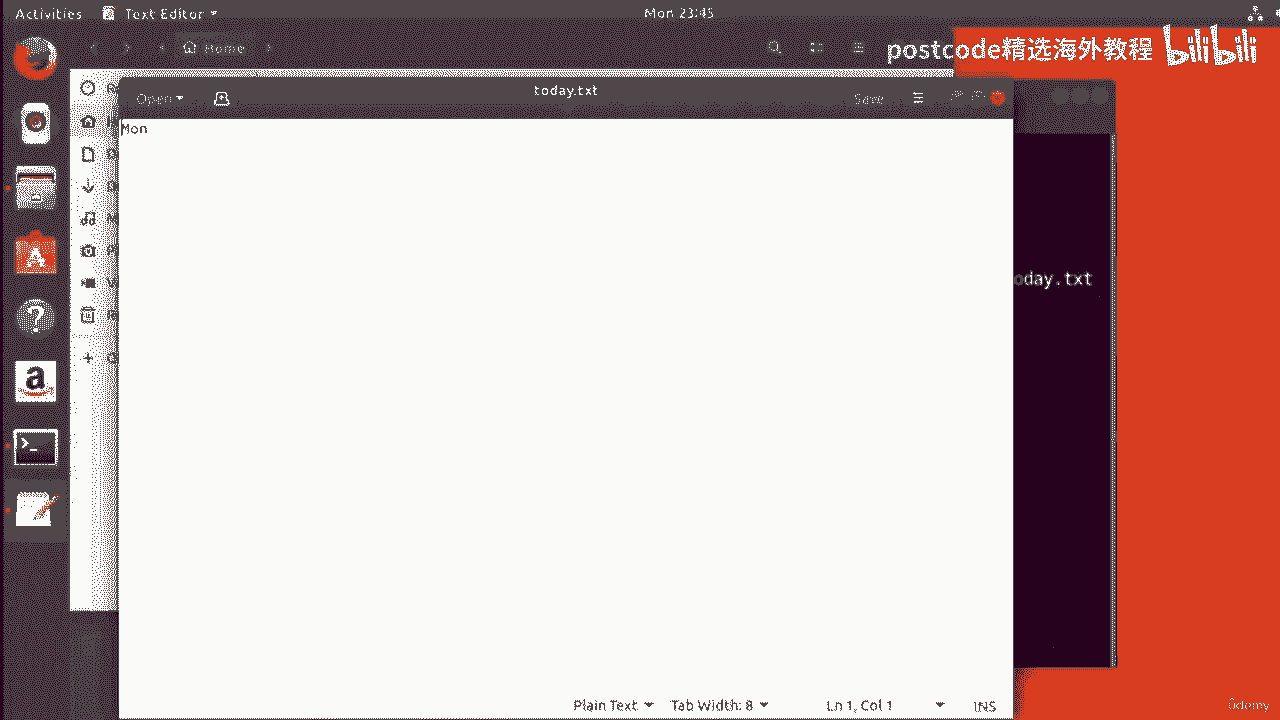 Activities Text Editor Mon 23:45
Home
postcode精选海外教程 bilibili
Open today.txt Save
Mon
oday.txt
Plain Text Tab Width: 8 Ln 1, Col 1 INS
ûdemy